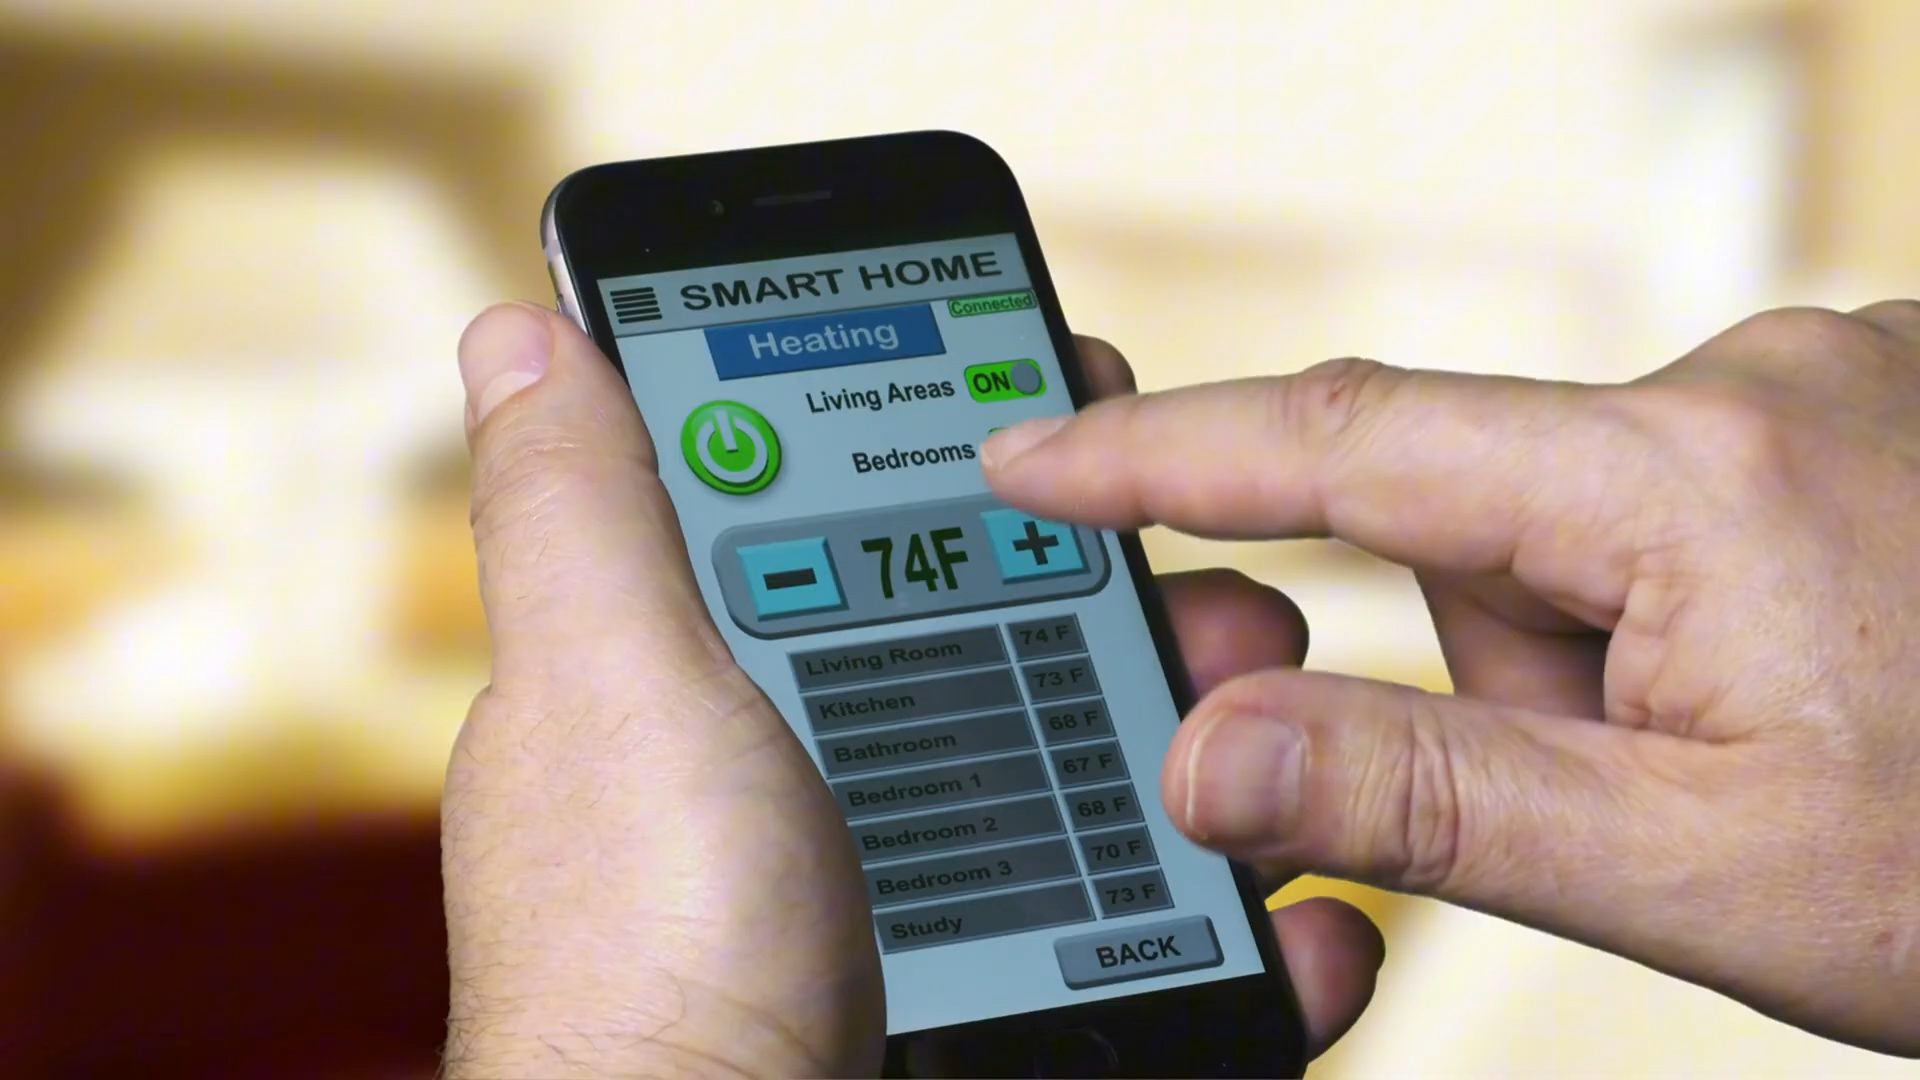 SMART HOME
Connected
Heating
Living Areas ON
Bedrooms
- 74F +
Living Room 74 F
Kitchen 73 F
Bathroom 68 F
Bedroom 1 67 F
Bedroom 2 68 F
Bedroom 3 70 F
Study 73 F
BACK